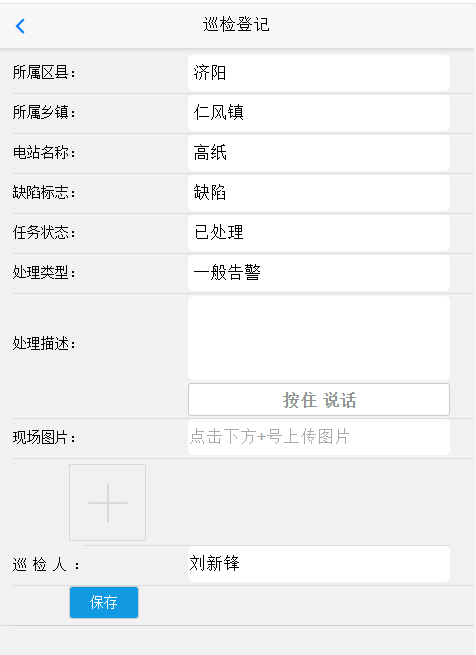 巡检登记
所属区县： 济阳
所属乡镇： 仁风镇
电站名称： 高纸
缺陷标志： 缺陷
任务状态： 已处理
处理类型： 一般告警
处理描述：
按住 说话
现场图片： 点击下方+号上传图片
巡 检 人 ： 刘新锋
保存